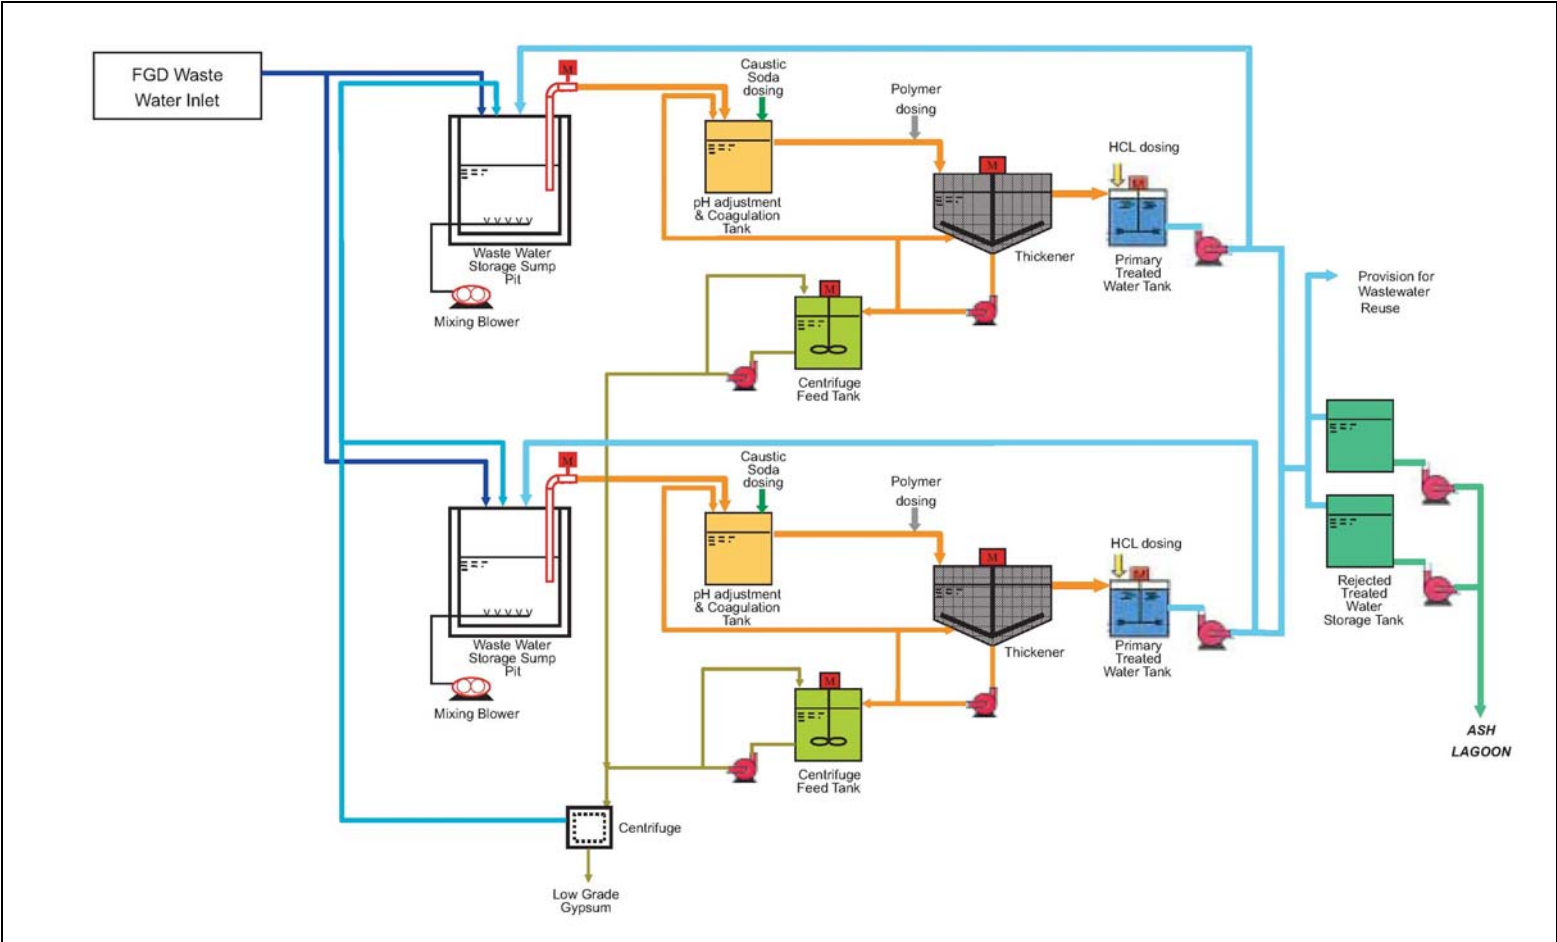 FGD Waste
Water Inlet
M
Caustic
Soda
dosing
Polymer
dosing
HCL dosing
M
M
pH adjustment
& Coagulation
Tank
Waste Water
Storage Sump
Pit
Thickener
Primary
Treated
Water Tank
Mixing Blower
M
Centrifuge
Feed Tank
Provision for
Wastewater
Reuse
M
Caustic
Soda
dosing
Polymer
dosing
HCL dosing
M
M
pH adjustment
& Coagulation
Tank
Waste Water
Storage Sump
Pit
Thickener
Primary
Treated
Water Tank
Rejected
Treated
Water
Storage Tank
Mixing Blower
M
Centrifuge
Feed Tank
ASH
LAGOON
Centrifuge
Low Grade
Gypsum